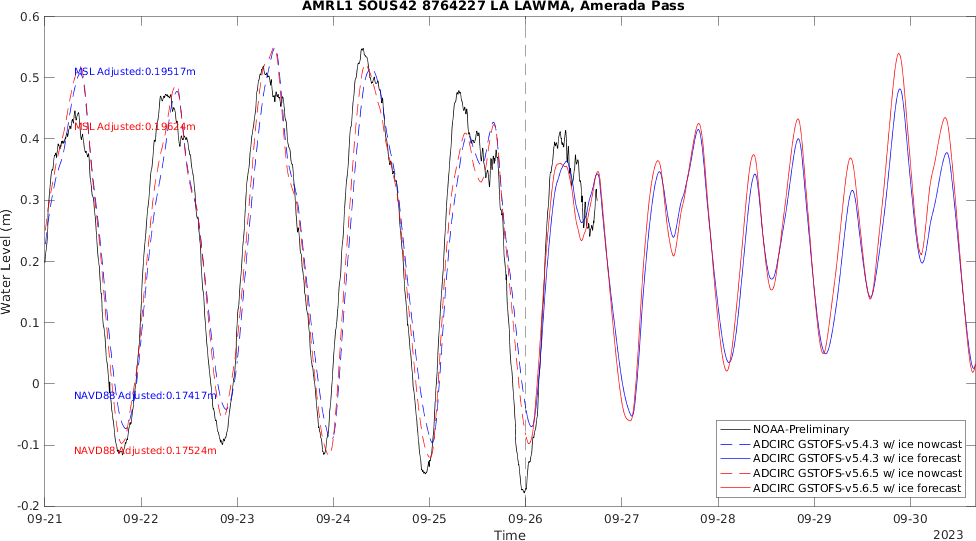 AMRL1 SOUS42 8764227 LA LAWMA, Amerada Pass
0.6
0.5
0.4
0.3
0.2
0.1
0
-0.1
-0.2
Water Level (m)
MSL Adjusted:0.19517m
MSL Adjusted:0.19624m
NAVD88 Adjusted:0.17417m
NAVD88 Adjusted:0.17524m
NOAA-Preliminary
ADCIRC GSTOFS-v5.4.3 w/ ice nowcast
ADCIRC GSTOFS-v5.4.3 w/ ice forecast
ADCIRC GSTOFS-v5.6.5 w/ ice nowcast
ADCIRC GSTOFS-v5.6.5 w/ ice forecast
09-21 09-22 09-23 09-24 09-25 09-26 09-27 09-28 09-29 09-30
Time
2023